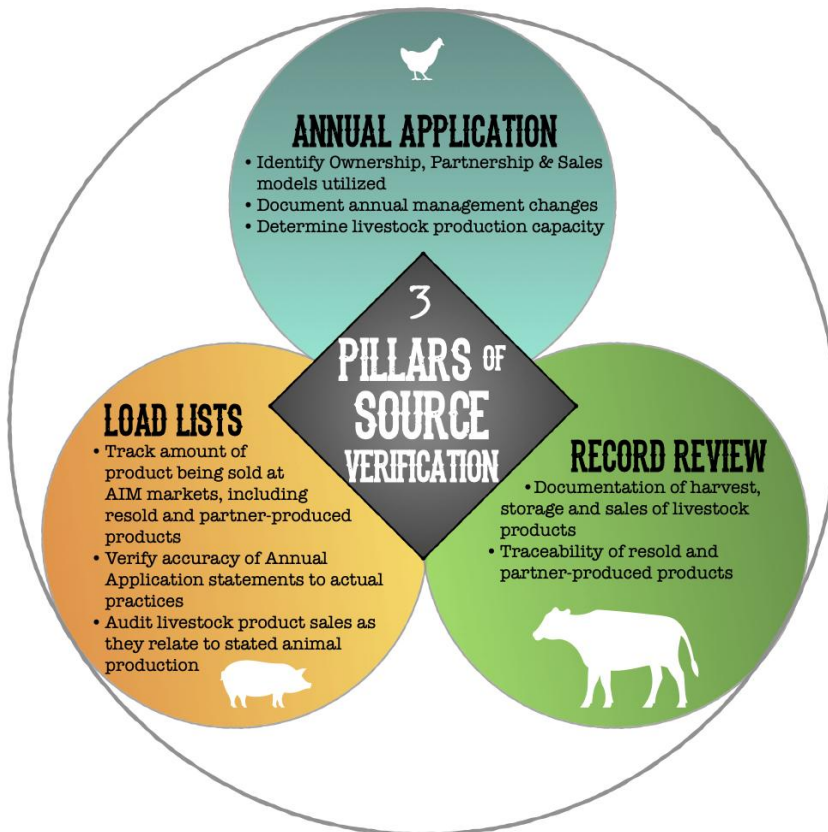 ANNUAL APPLICATION
• Identify Ownership, Partnership & Sales
models utilized
• Document annual management changes
• Determine livestock production capacity
3
PILLARS OF
SOURCE
VERIFICATION
LOAD LISTS
• Track amount of
product being sold at
AIM markets, including
resold and partner-produced
products
• Verify accuracy of Annual
Application statements to actual
practices
• Audit livestock product sales as
they relate to stated animal
production
RECORD REVIEW
• Documentation of harvest,
storage and sales of livestock
products
• Traceability of resold and
partner-produced products